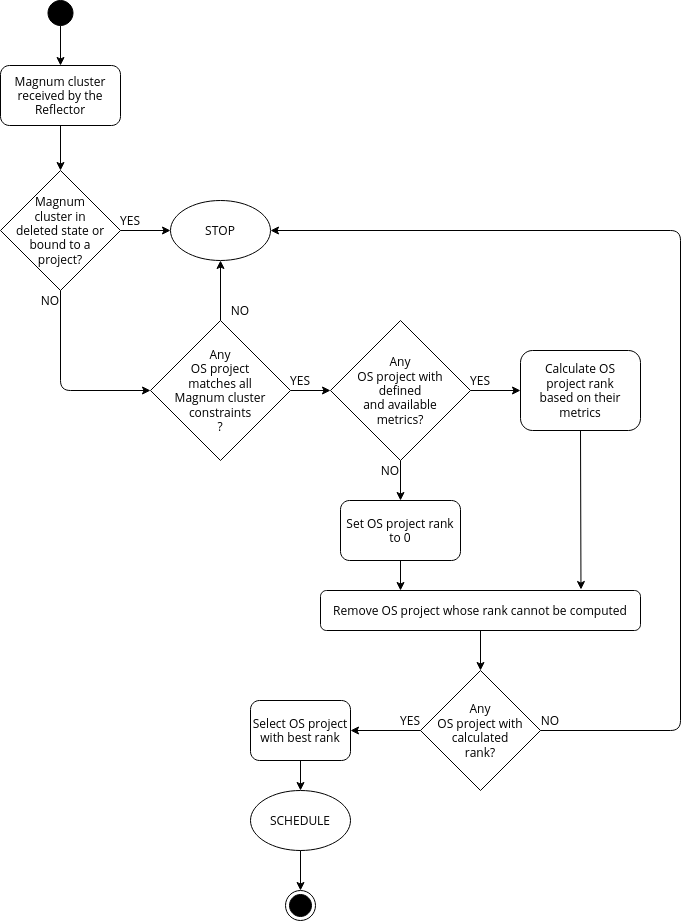 Magnum cluster
received by the
Reflector
Magnum
cluster in
deleted state or
bound to a
project?
YES
STOP
NO
NO
Any
OS project
matches all
Magnum cluster
constraints
?
YES
Any
OS project with
defined
and available
metrics?
YES
Calculate OS
project rank
based on their
metrics
NO
Set OS project rank
to 0
Remove OS project whose rank cannot be computed
Any
OS project with
calculated
rank?
NO
YES
Select OS project
with best rank
SCHEDULE